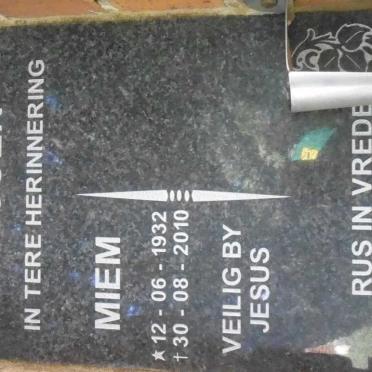 IN TERE HERINNERING
MIEM
★ 12 - 06 - 1932
† 30 - 08 - 2010
VEILIG BY
JESUS
RUS IN VREDE